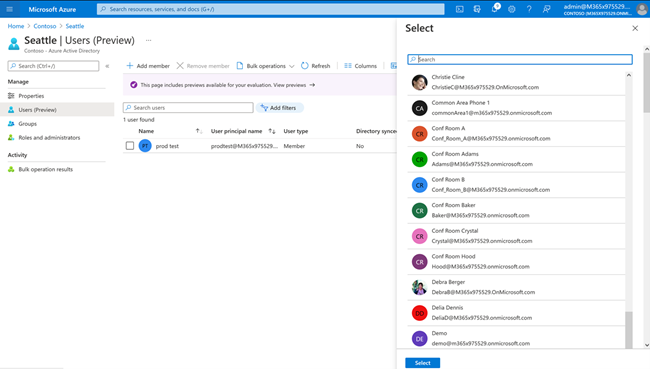 Microsoft Azure
Search resources, services, and docs (G+/)
admin@M365x975529...
CONTOSO (M365X975529.ONMI...
Home > Contoso > Seattle
Seattle | Users (Preview) ...
Contoso - Azure Active Directory
Search (Ctrl+/)
Manage
Properties
Users (Preview)
Groups
Roles and administrators
Activity
Bulk operation results
Add member
Remove member
Bulk operations
Refresh
Columns
This page includes previews available for your evaluation. View previews →
Search users
Add filters
1 user found
Name
User principal name
User type
Directory synced
PT
prod test
prodtest@M365x975529....
Member
No
Select
Search
Christie Cline
ChristieC@M365x975529.OnMicrosoft.com
CA
Common Area Phone 1
commonArea1@m365x975529.onmicrosoft.com
CR
Conf Room A
Conf_Room_A@M365x975529.onmicrosoft.com
CR
Conf Room Adams
Adams@M365x975529.onmicrosoft.com
CR
Conf Room B
Conf_Room_B@M365x975529.onmicrosoft.com
CR
Conf Room Baker
Baker@M365x975529.onmicrosoft.com
CR
Conf Room Crystal
Crystal@M365x975529.onmicrosoft.com
CR
Conf Room Hood
Hood@M365x975529.onmicrosoft.com
Debra Berger
DebraB@M365x975529.OnMicrosoft.com
DD
Delia Dennis
DeliaD@M365x975529.onmicrosoft.com
DE
Demo
demo@m365x975529.onmicrosoft.com
Select